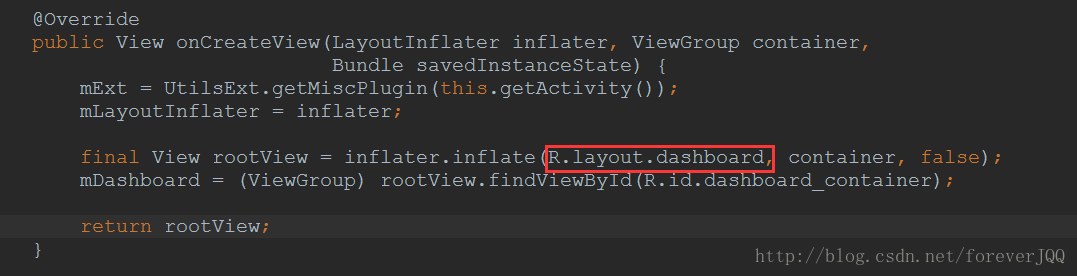 @Override
public View onCreateView(LayoutInflater inflater, ViewGroup container,
Bundle savedInstanceState) {
mExt = UtilsExt.getMiscPlugin(this.getActivity());
mLayoutInflater = inflater;
final View rootView = inflater.inflate(R.layout.dashboard, container, false);
mDashboard = (ViewGroup) rootView.findViewById(R.id.dashboard_container);
return rootView;
}
http://blog.csdn.net/foreverJQQ